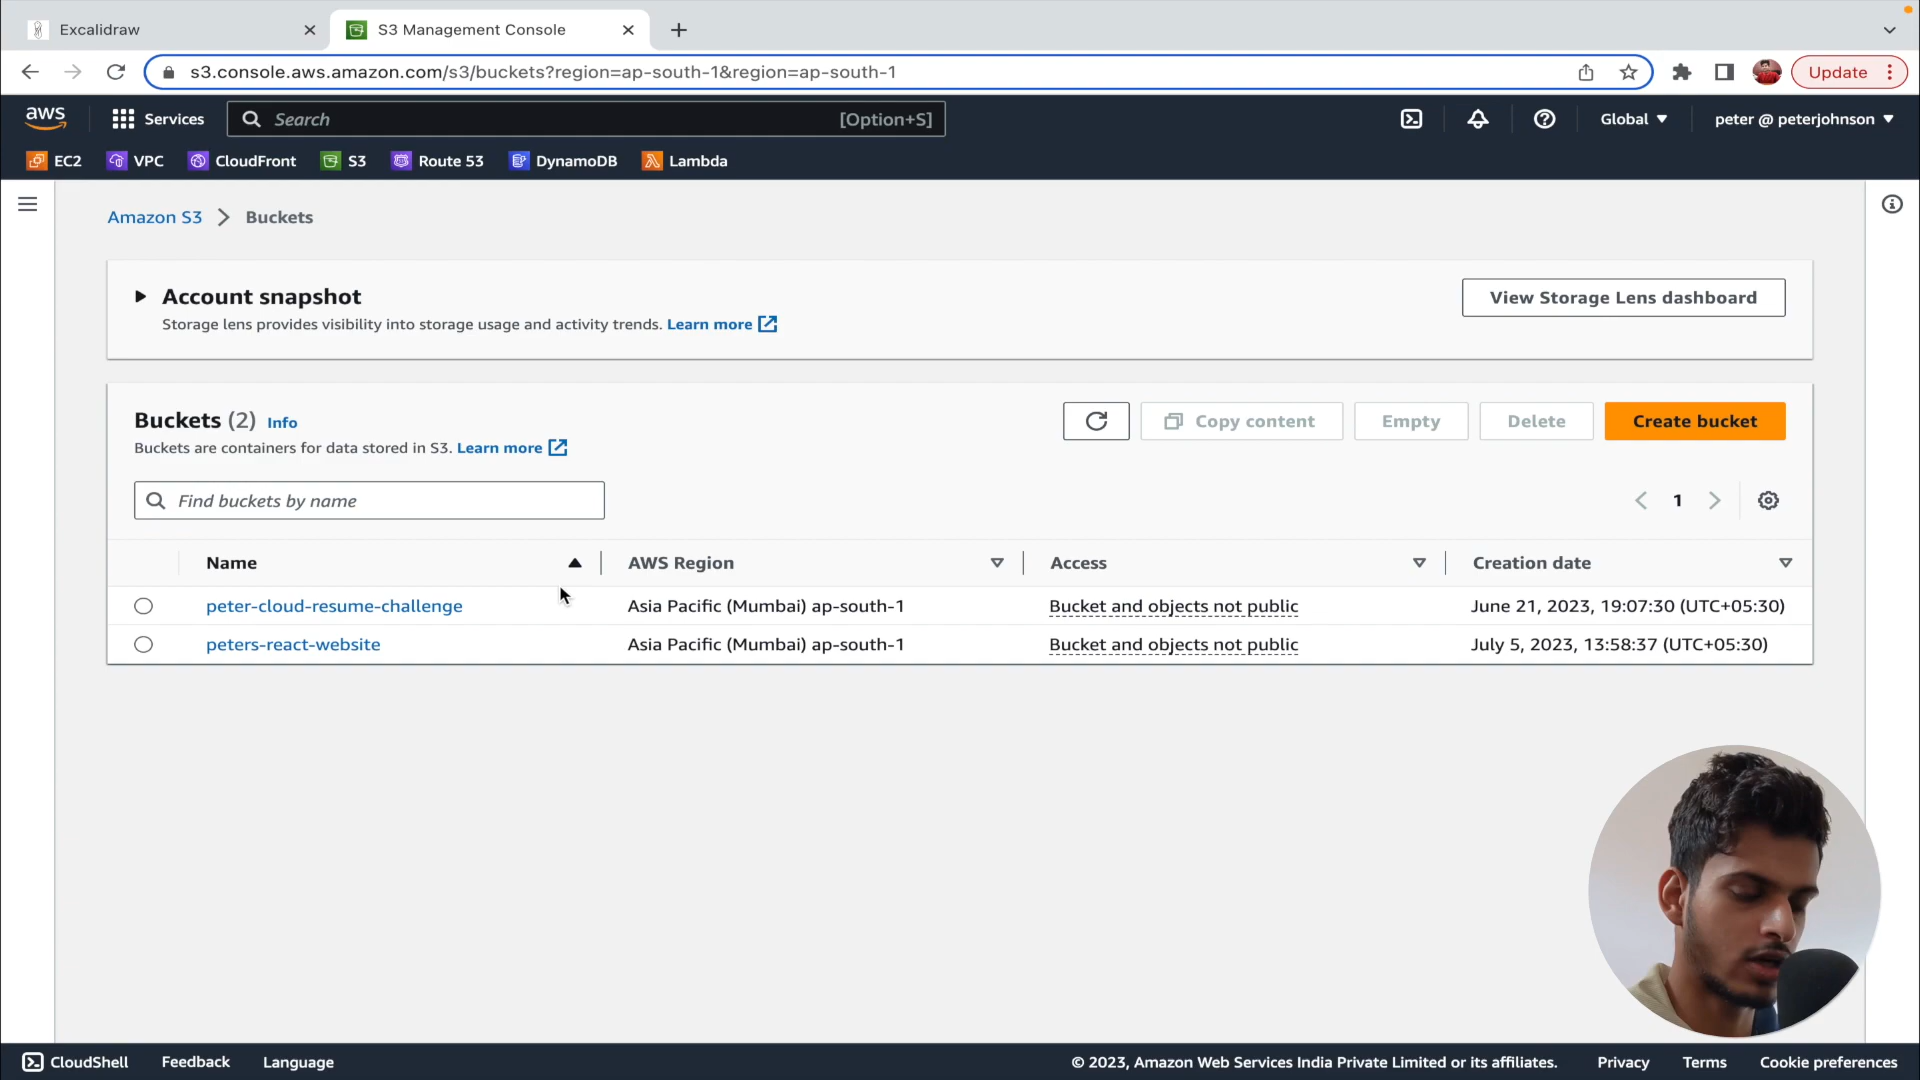 Excalidraw
S3 Management Console
s3.console.aws.amazon.com/s3/buckets?region=ap-south-1&region=ap-south-1
Update
aws
Services
Search
[Option+S]
Global
peter @ peterjohnson
EC2
VPC
CloudFront
S3
Route 53
DynamoDB
Lambda
Amazon S3
Buckets
Account snapshot
Storage lens provides visibility into storage usage and activity trends. Learn more
View Storage Lens dashboard
Buckets (2) Info
Buckets are containers for data stored in S3. Learn more
Copy content
Empty
Delete
Create bucket
Find buckets by name
1
Name
AWS Region
Access
Creation date
peter-cloud-resume-challenge
Asia Pacific (Mumbai) ap-south-1
Bucket and objects not public
June 21, 2023, 19:07:30 (UTC+05:30)
peters-react-website
Asia Pacific (Mumbai) ap-south-1
Bucket and objects not public
July 5, 2023, 13:58:37 (UTC+05:30)
CloudShell
Feedback
Language
© 2023, Amazon Web Services India Private Limited or its affiliates.
Privacy
Terms
Cookie preferences